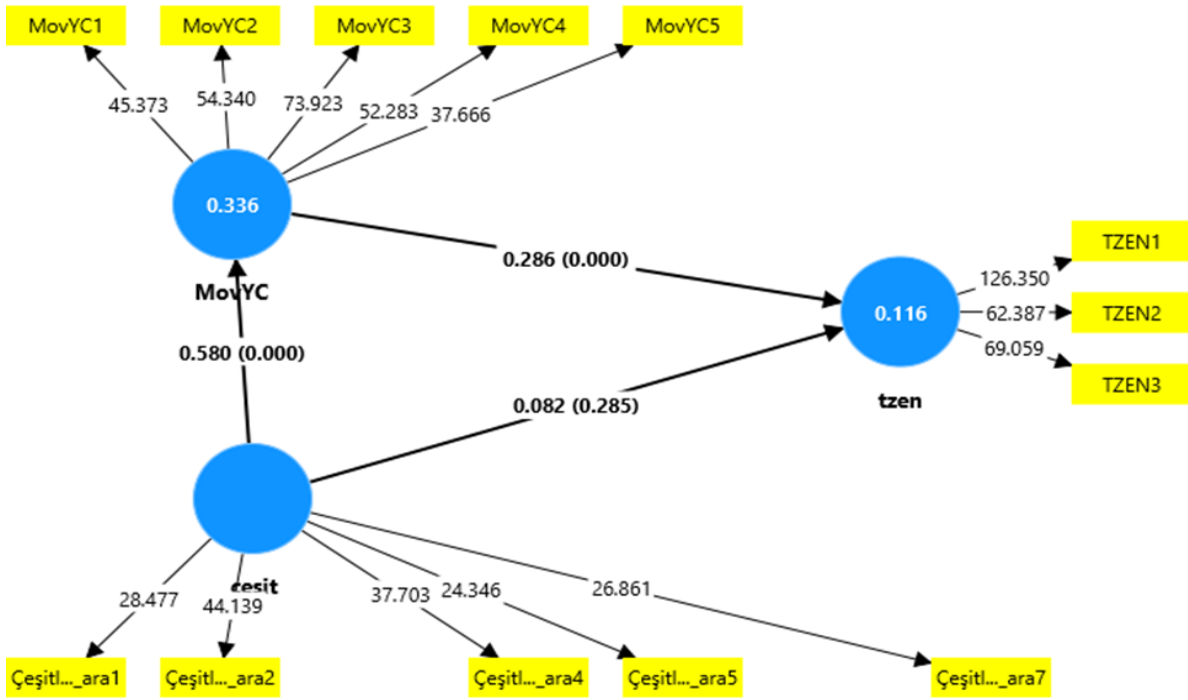 MovYC1
MovYC2
MovYC3
MovYC4
MovYC5
45.373
54.340
73.923
52.283
37.666
0.336
MovYC
0.286 (0.000)
0.580 (0.000)
0.082 (0.285)
0.116
tzen
126.350
62.387
69.059
TZEN1
TZEN2
TZEN3
çeşit
28.477
44.139
37.703
24.346
26.861
Çeşitl..._ara1
Çeşitl..._ara2
Çeşitl..._ara4
Çeşitl..._ara5
Çeşitl..._ara7